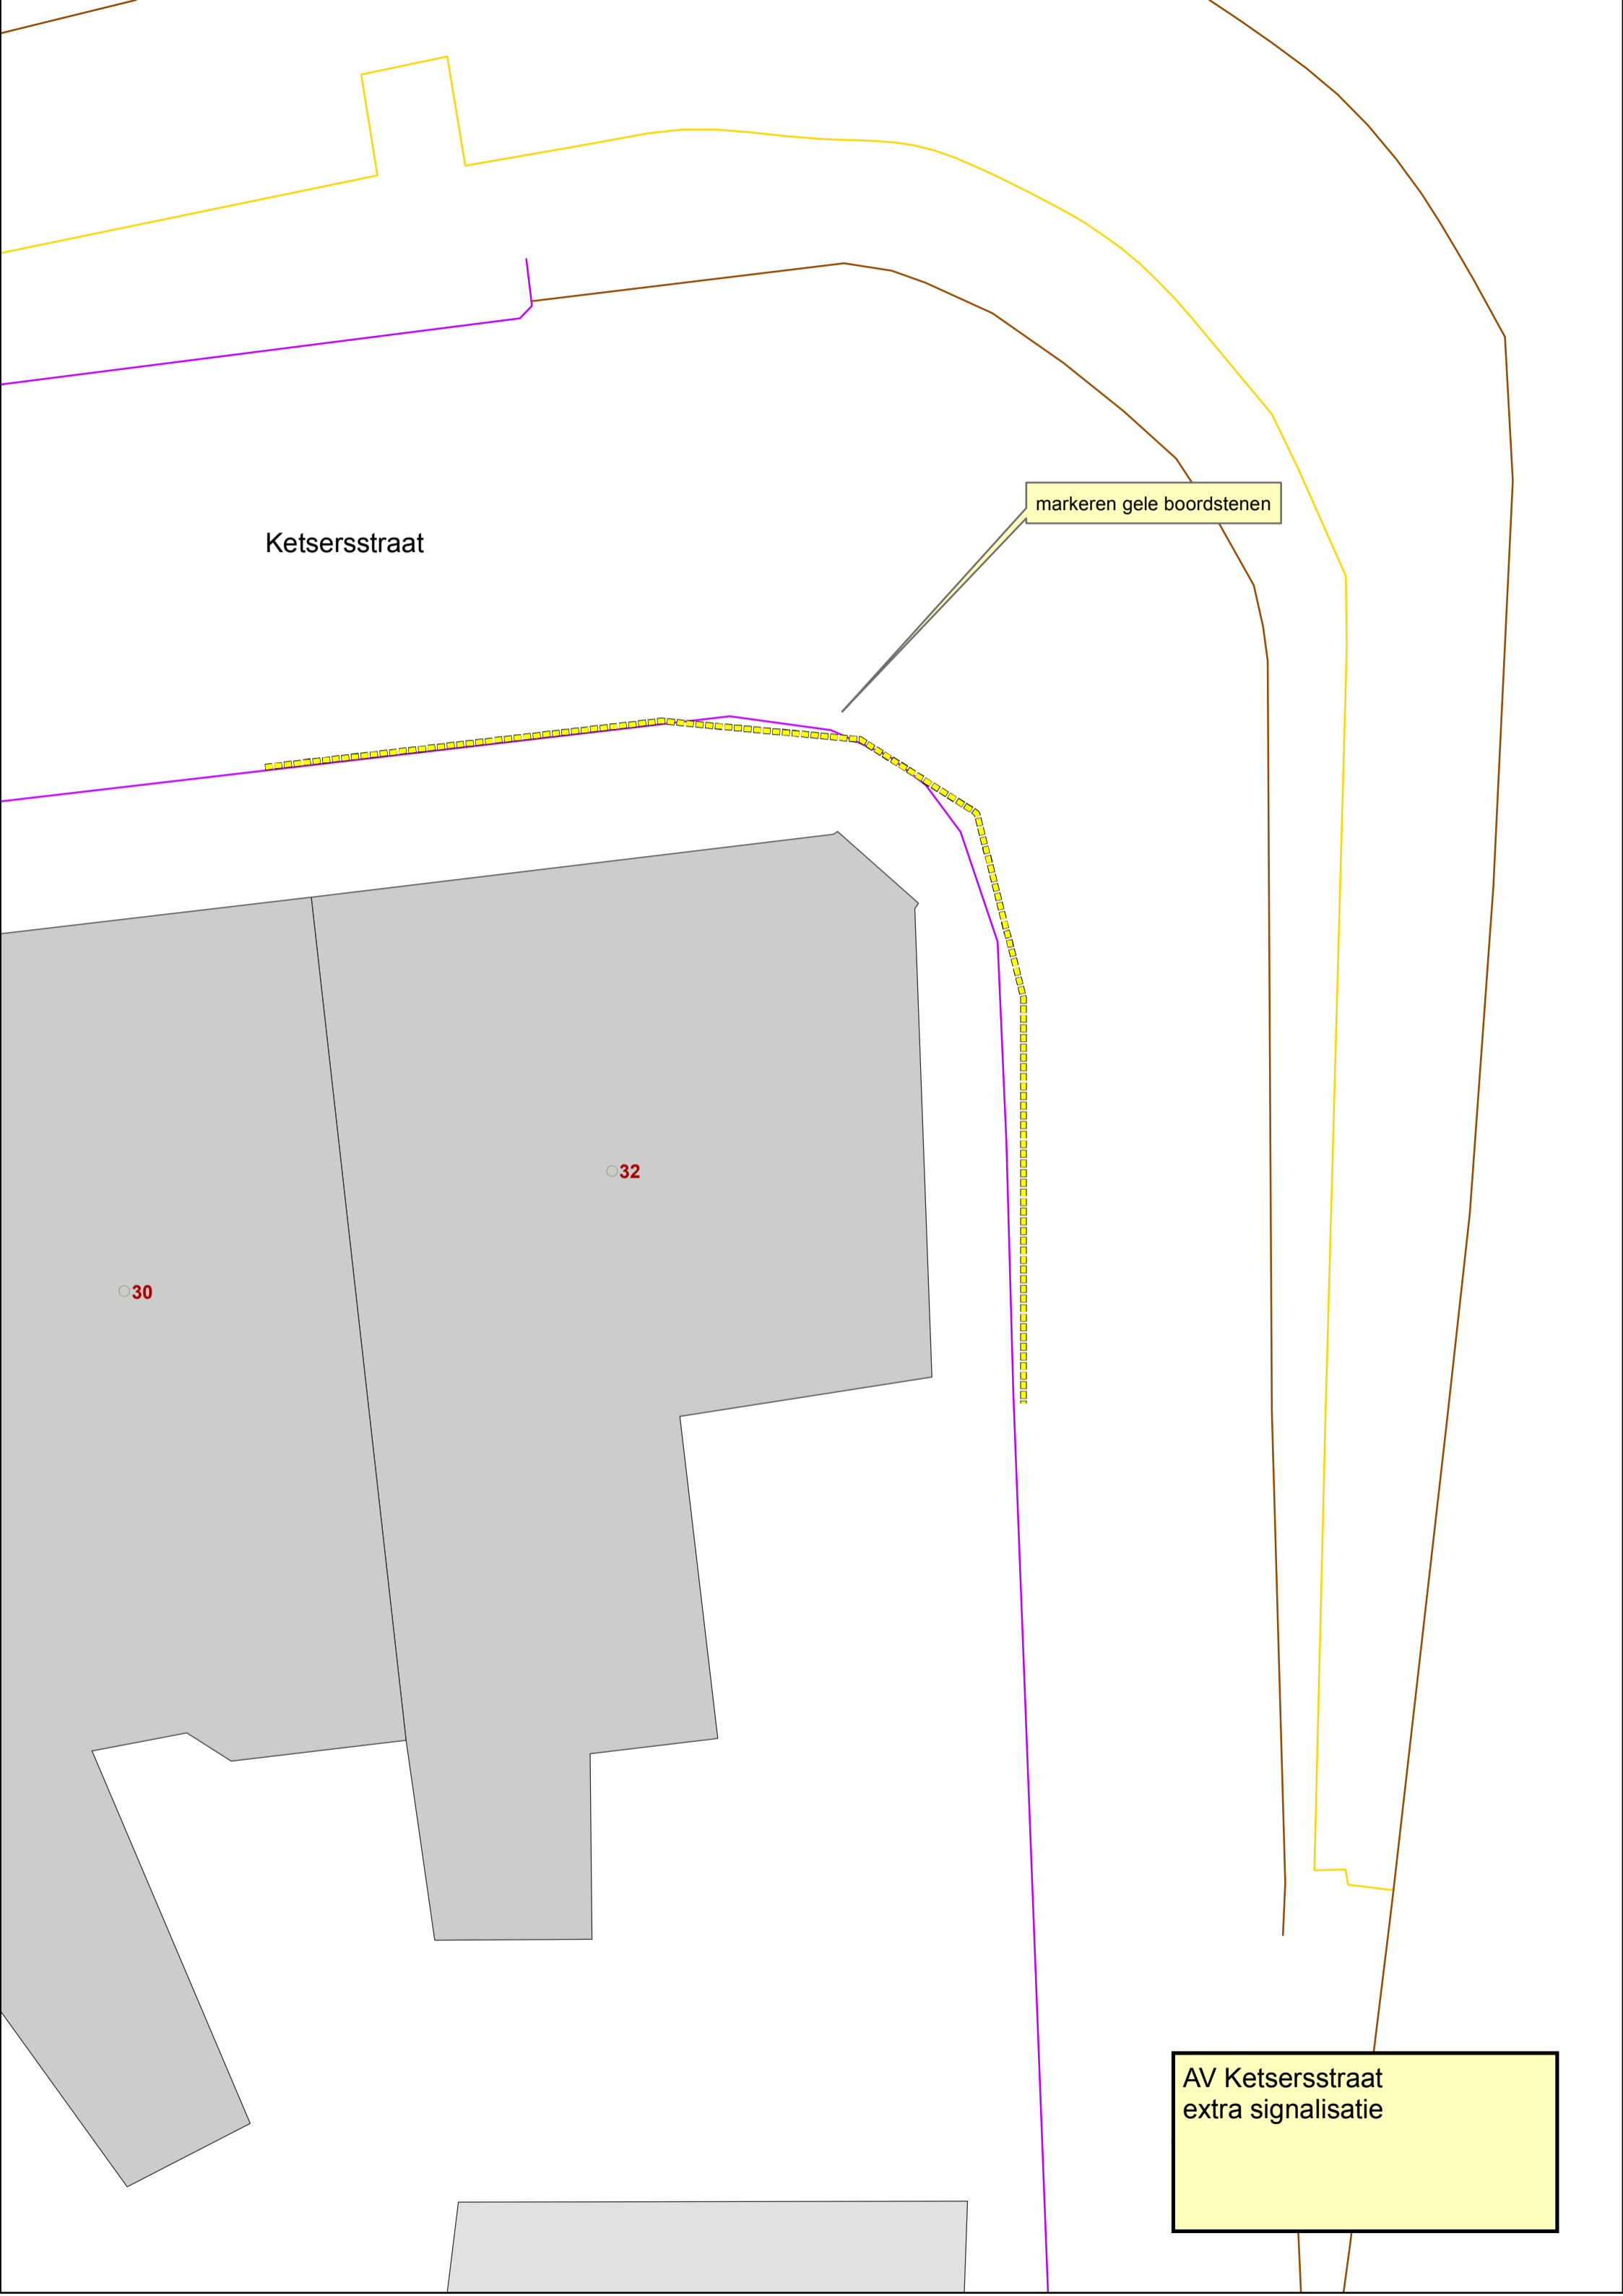 markeren gele boordstenen
Ketsersstraat
32
30
AV Ketsersstraat
extra signalisatie